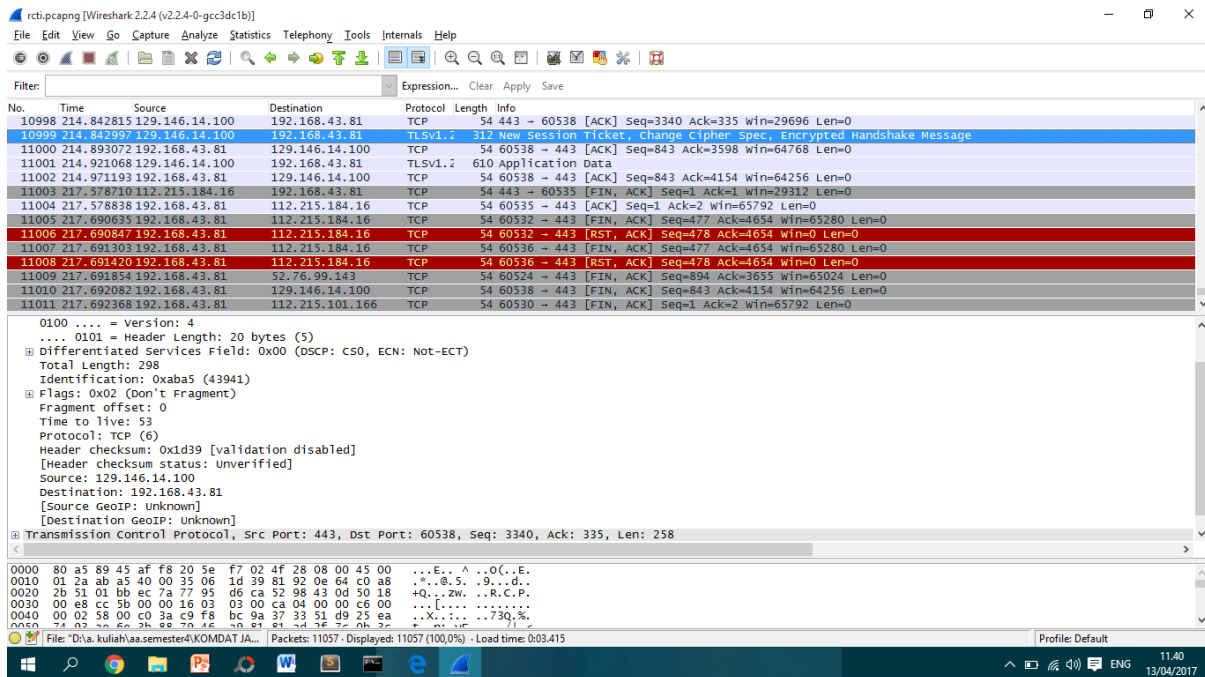 rcti.pcapng [Wireshark 2.2.4 (v2.2.4-0-gcc3dc1b)]
File Edit View Go Capture Analyze Statistics Telephony Tools Internals Help
Filter: Expression... Clear Apply Save
No. Time Source Destination Protocol Length Info
10998 214.842815 129.146.14.100 192.168.43.81 TCP 54 443 → 60538 [ACK] Seq=3340 Ack=335 Win=29696 Len=0
10999 214.842997 129.146.14.100 192.168.43.81 TLSv1.2 312 New Session Ticket, Change Cipher Spec, Encrypted Handshake Message
11000 214.893072 192.168.43.81 129.146.14.100 TCP 54 60538 → 443 [ACK] Seq=843 Ack=3598 Win=64768 Len=0
11001 214.921068 129.146.14.100 192.168.43.81 TLSv1.2 610 Application Data
11002 214.971193 192.168.43.81 129.146.14.100 TCP 54 60538 → 443 [ACK] Seq=843 Ack=4154 Win=64256 Len=0
11003 217.578710 112.215.184.16 192.168.43.81 TCP 54 443 → 60535 [FIN, ACK] Seq=1 Ack=1 Win=29312 Len=0
11004 217.578838 192.168.43.81 112.215.184.16 TCP 54 60535 → 443 [ACK] Seq=1 Ack=2 Win=65792 Len=0
11005 217.690635 192.168.43.81 112.215.184.16 TCP 54 60532 → 443 [FIN, ACK] Seq=477 Ack=4654 Win=65280 Len=0
11006 217.690847 192.168.43.81 112.215.184.16 TCP 54 60532 → 443 [RST, ACK] Seq=478 Ack=4654 Win=0 Len=0
11007 217.691303 192.168.43.81 112.215.184.16 TCP 54 60536 → 443 [FIN, ACK] Seq=477 Ack=4654 Win=65280 Len=0
11008 217.691420 192.168.43.81 112.215.184.16 TCP 54 60536 → 443 [RST, ACK] Seq=478 Ack=4654 Win=0 Len=0
11009 217.691854 192.168.43.81 52.76.99.143 TCP 54 60524 → 443 [FIN, ACK] Seq=894 Ack=3655 Win=65024 Len=0
11010 217.692082 192.168.43.81 129.146.14.100 TCP 54 60538 → 443 [FIN, ACK] Seq=843 Ack=4154 Win=64256 Len=0
11011 217.692368 192.168.43.81 112.215.101.166 TCP 54 60530 → 443 [FIN, ACK] Seq=1 Ack=2 Win=65792 Len=0
0100 .... = Version: 4
.... 0101 = Header Length: 20 bytes (5)
Differentiated Services Field: 0x00 (DSCP: CS0, ECN: Not-ECT)
Total Length: 298
Identification: 0xaba5 (43941)
Flags: 0x02 (Don't Fragment)
Fragment offset: 0
Time to live: 53
Protocol: TCP (6)
Header checksum: 0x1d39 [validation disabled]
[Header checksum status: Unverified]
Source: 129.146.14.100
Destination: 192.168.43.81
[Source GeoIP: Unknown]
[Destination GeoIP: Unknown]
Transmission Control Protocol, Src Port: 443, Dst Port: 60538, Seq: 3340, Ack: 335, Len: 258
0000 80 a5 89 45 af f8 20 5e f7 02 4f 28 08 00 45 00 ...E.. ^ ..O(..E.
0010 01 2a ab a5 40 00 35 06 1d 39 81 92 0e 64 c0 a8 .*..@.5. .9...d..
0020 2b 51 01 bb ec 7a 77 95 d6 ca 52 98 43 0d 50 18 +Q...zw. ..R.C.P.
0030 00 e8 cc 5b 00 00 16 03 03 00 ca 04 00 00 c6 00 ...[.... ........
0040 00 02 58 00 c0 3a c9 f8 bc 9a 37 33 51 d9 25 ea ..X..:.. ..73Q.%.
File: "D:\a. kuliah\aa.semester4\KOMDAT JA... Packets: 11057 · Displayed: 11057 (100,0%) · Load time: 0:03.415 Profile: Default
ENG 11.40
13/04/2017